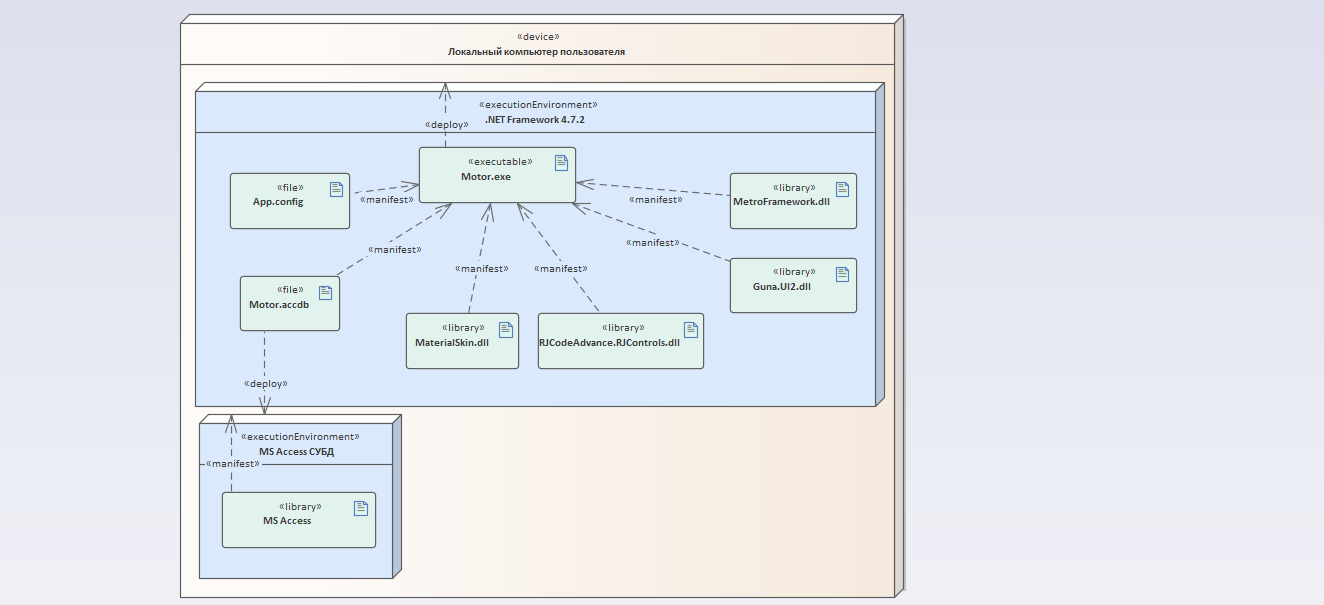 «device»
Локальный компьютер пользователя
«executionEnvironment»
.NET Framework 4.7.2
«deploy»
«executable»
Motor.exe
«file»
App.config
«manifest»
«manifest»
«library»
MetroFramework.dll
«manifest»
«manifest»
«library»
Guna.UI2.dll
«manifest»
«manifest»
«file»
Motor.accdb
«library»
MaterialSkin.dll
«library»
RJCodeAdvance.RJControls.dll
«deploy»
«executionEnvironment»
MS Access СУБД
«manifest»
«library»
MS Access